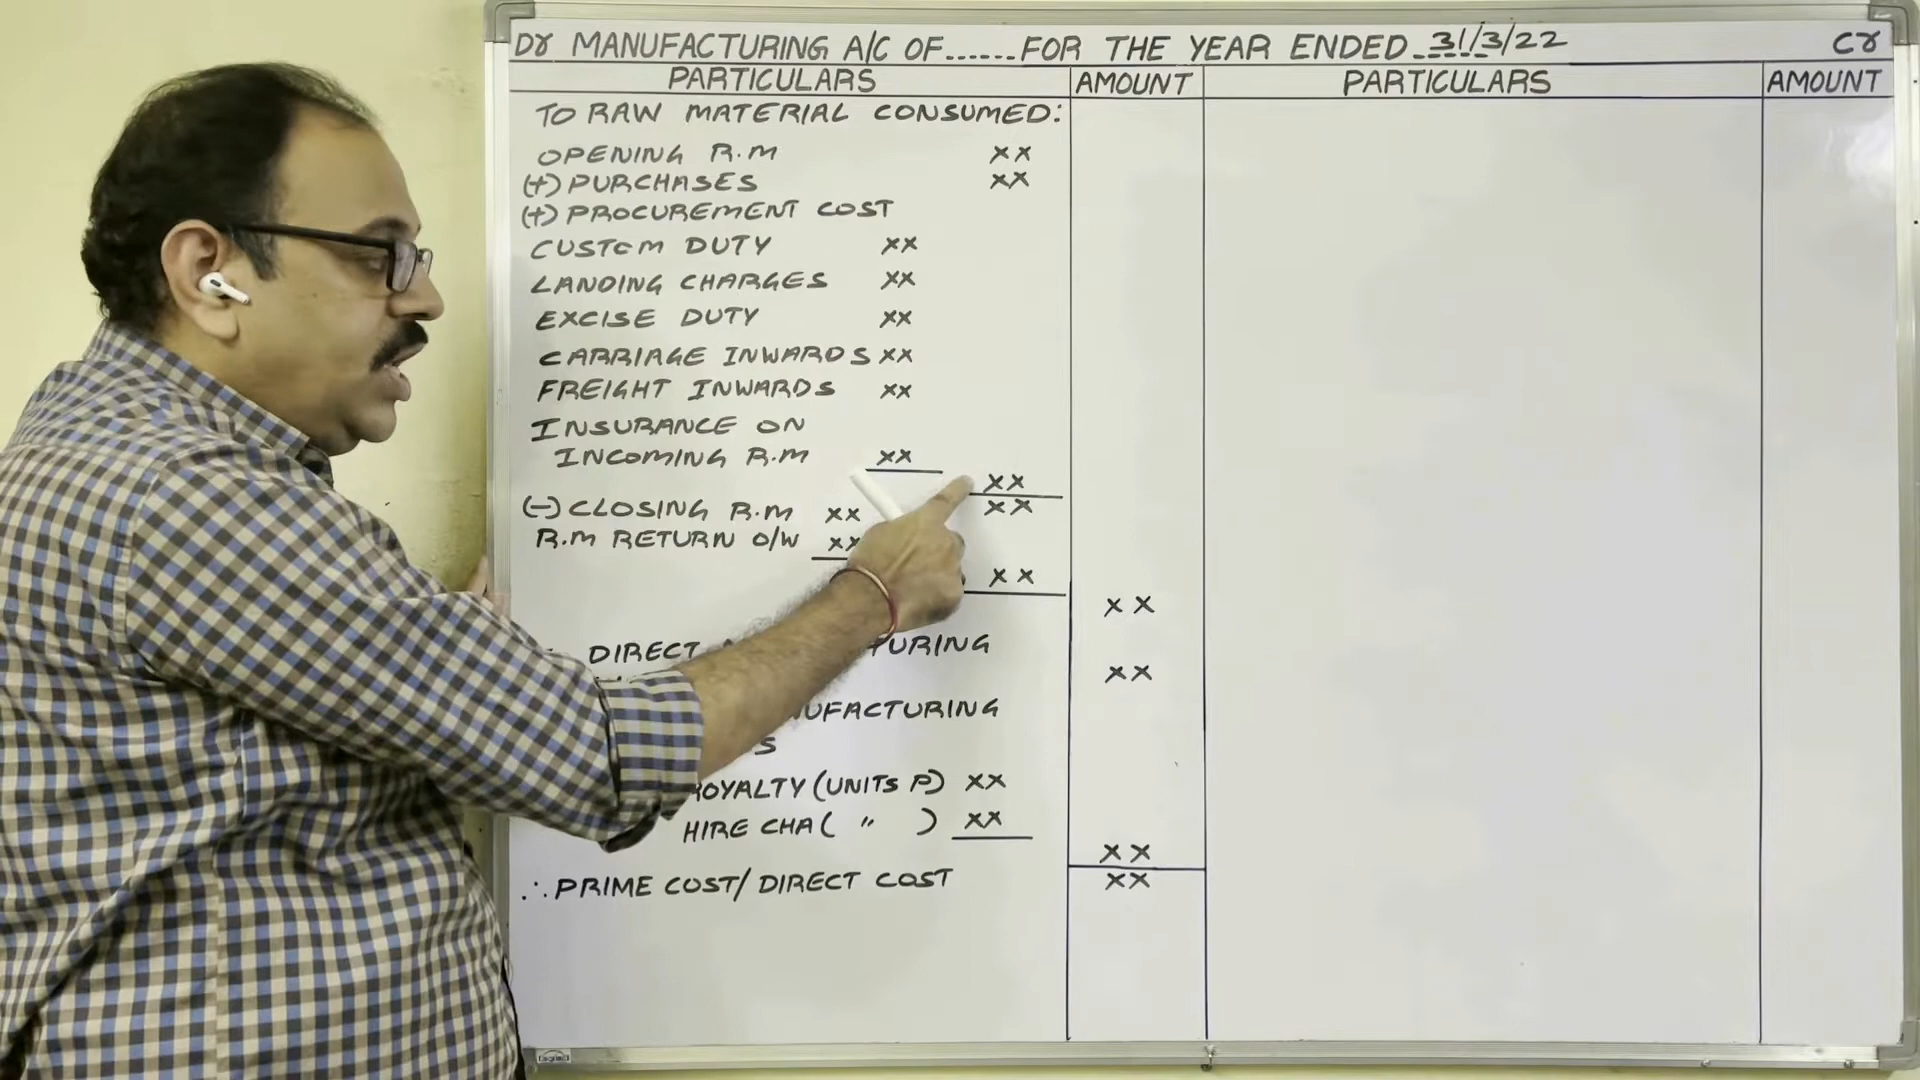 Dr MANUFACTURING A/C OF......FOR THE YEAR ENDED 31/3/22 Cr
PARTICULARS AMOUNT PARTICULARS AMOUNT
TO RAW MATERIAL CONSUMED:
OPENING R.M XX
(+) PURCHASES XX
(+) PROCUREMENT COST
CUSTOM DUTY XX
LANDING CHARGES XX
EXCISE DUTY XX
CARRIAGE INWARDS XX
FREIGHT INWARDS XX
INSURANCE ON
INCOMING R.M XX
XX
(-) CLOSING R.M XX XX
R.M RETURN O/W XX
XX
XX
DIRECT TURING
XX
UFACTURING
S
ROYALTY (UNITS P) XX
HIRE CHA ( " ) XX
XX
∴ PRIME COST/ DIRECT COST XX